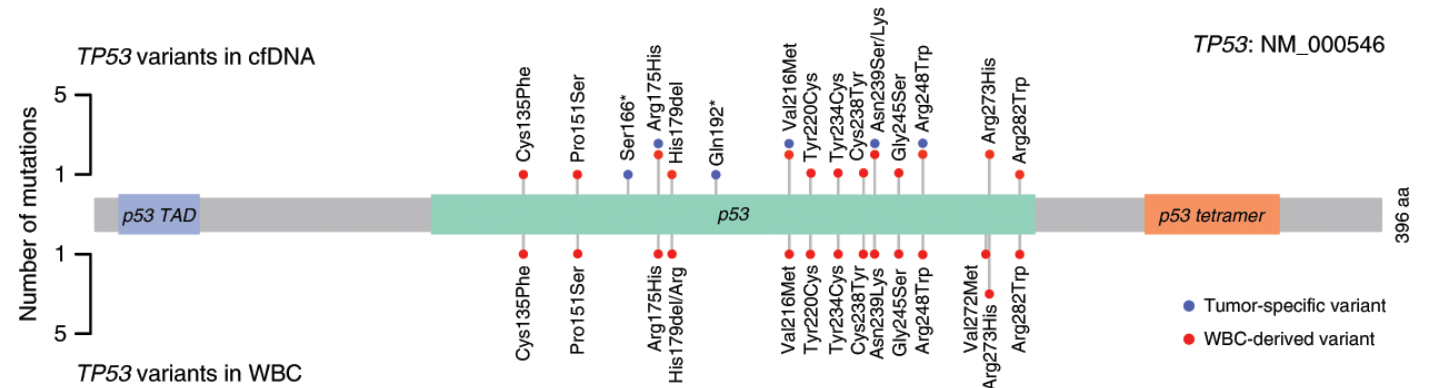 TP53 variants in cfDNA
TP53: NM_000546
Number of mutations
5
1
1
5
Cys135Phe
Pro151Ser
Ser166*
Arg175His
His179del
Gln192*
Val216Met
Tyr220Cys
Tyr234Cys
Cys238Tyr
Asn239Ser/Lys
Gly245Ser
Arg248Trp
Arg273His
Arg282Trp
p53 TAD
p53
p53 tetramer
396 aa
Cys135Phe
Pro151Ser
Arg175His
His179del/Arg
Val216Met
Tyr220Cys
Tyr234Cys
Cys238Tyr
Asn239Lys
Gly245Ser
Arg248Trp
Val272Met
Arg273His
Arg282Trp
Tumor-specific variant
WBC-derived variant
TP53 variants in WBC